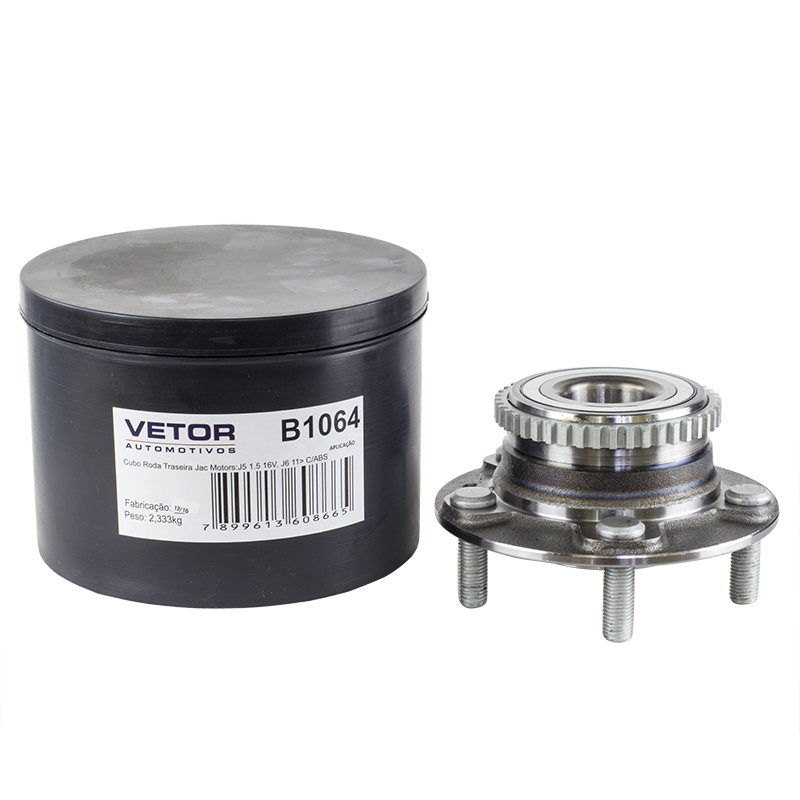 VETOR B1064
AUTOMOTIVOS APLICAÇÃO
Cubo Roda Traseira Jac Motors:J5 1.5 16V, J6 11> C/ABS
Fabricação: 12/16
Peso: 2,333kg
7 899613 608665